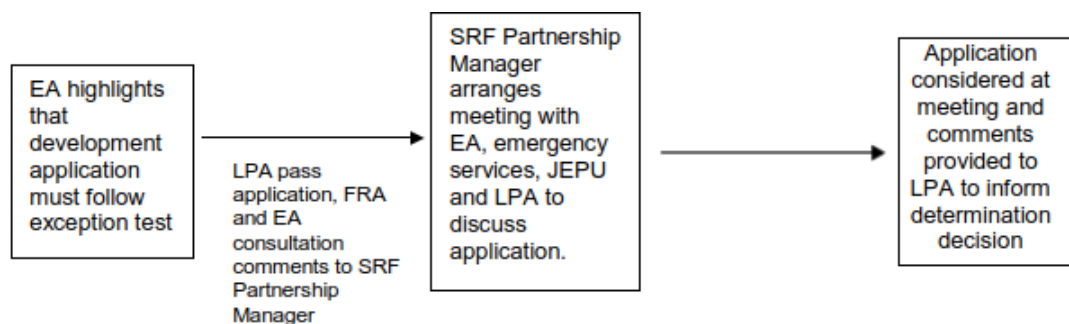 EA highlights
that
development
application
must follow
exception test
LPA pass
application, FRA
and EA
consultation
comments to SRF
Partnership
Manager
SRF Partnership
Manager
arranges
meeting with
EA, emergency
services, JEPU
and LPA to
discuss
application.
Application
considered at
meeting and
comments
provided to
LPA to inform
determination
decision